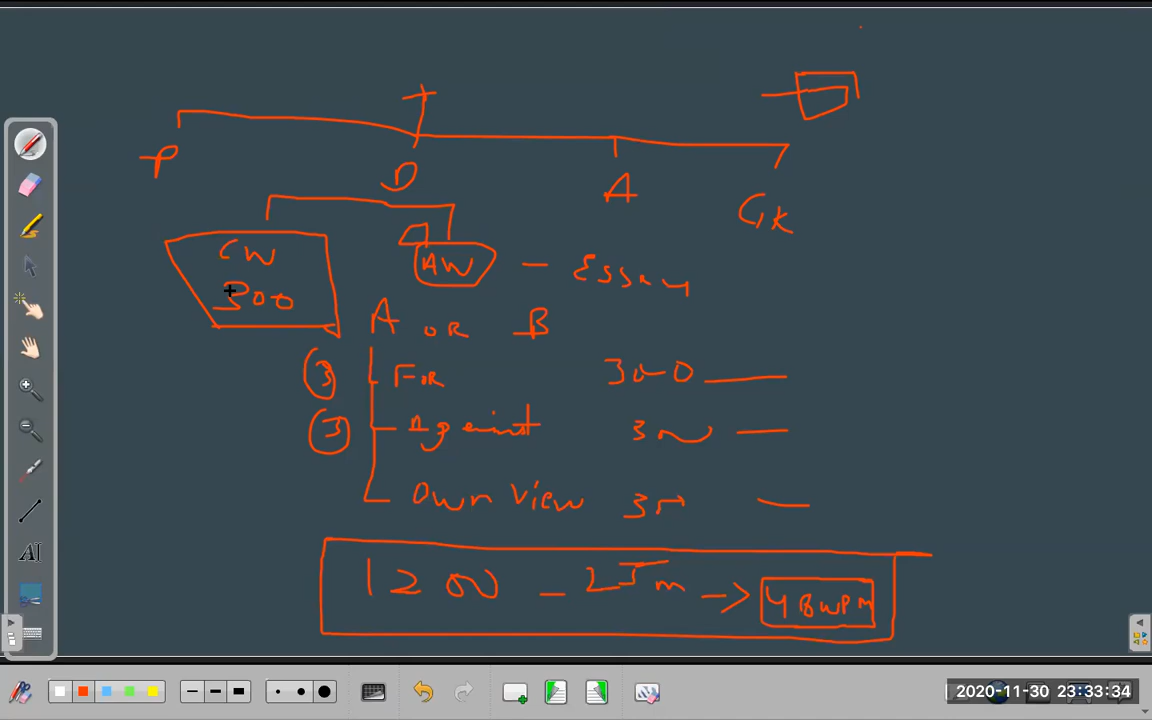 T
P D A GK
CW AW - Essay
300
A OR B
3 For 300
3 Against 300
Own View 300
1200 - 25m -> 48WPM
2020-11-30 23:33:34